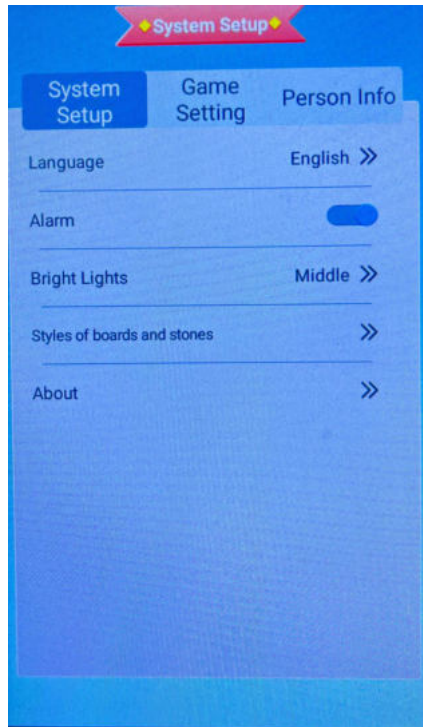 System Setup
System Setup
Game Setting
Person Info
Language English
Alarm
Bright Lights Middle
Styles of boards and stones
About